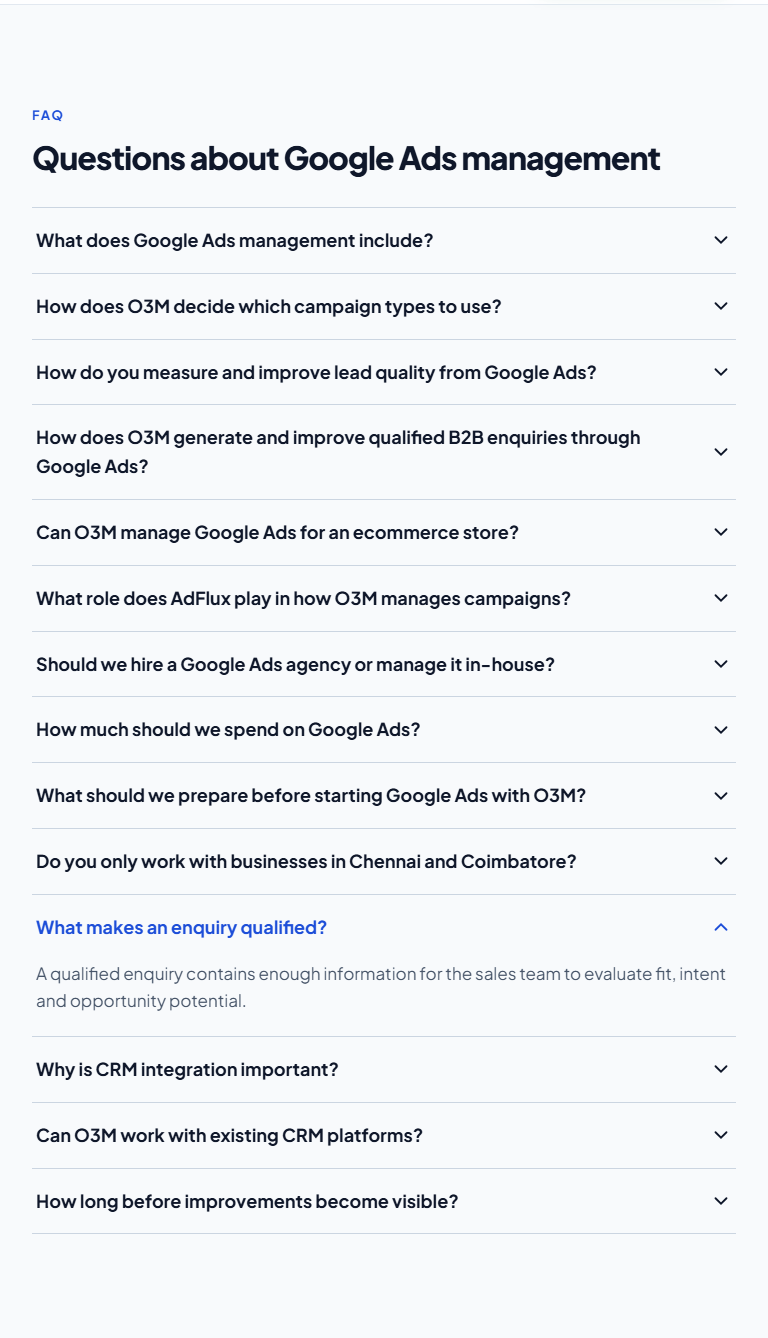 FAQ
Questions about Google Ads management
What does Google Ads management include?
How does O3M decide which campaign types to use?
How do you measure and improve lead quality from Google Ads?
How does O3M generate and improve qualified B2B enquiries through
Google Ads?
Can O3M manage Google Ads for an ecommerce store?
What role does AdFlux play in how O3M manages campaigns?
Should we hire a Google Ads agency or manage it in-house?
How much should we spend on Google Ads?
What should we prepare before starting Google Ads with O3M?
Do you only work with businesses in Chennai and Coimbatore?
What makes an enquiry qualified?
A qualified enquiry contains enough information for the sales team to evaluate fit, intent
and opportunity potential.
Why is CRM integration important?
Can O3M work with existing CRM platforms?
How long before improvements become visible?